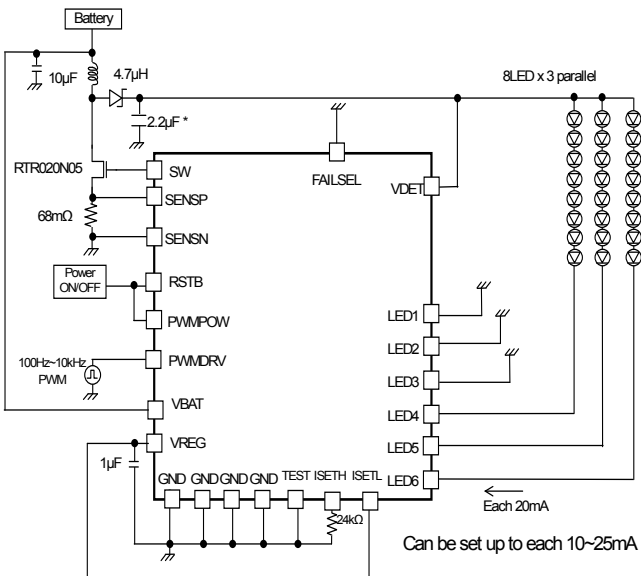 Battery
10µF
4.7µH
8LED x 3 parallel
2.2µF *
RTR020N05
SW
FAILSEL
SENSP
VDET
68mΩ
SENSN
Power
ON/OFF
RSTB
LED1
PWMPOW
LED2
100Hz~10kHz
PWM
PWMDRV
LED3
VBAT
LED4
VREG
LED5
1µF
GND GND GND GND TEST ISETH ISETL
LED6
24kΩ
Each 20mA
Can be set up to each 10~25mA